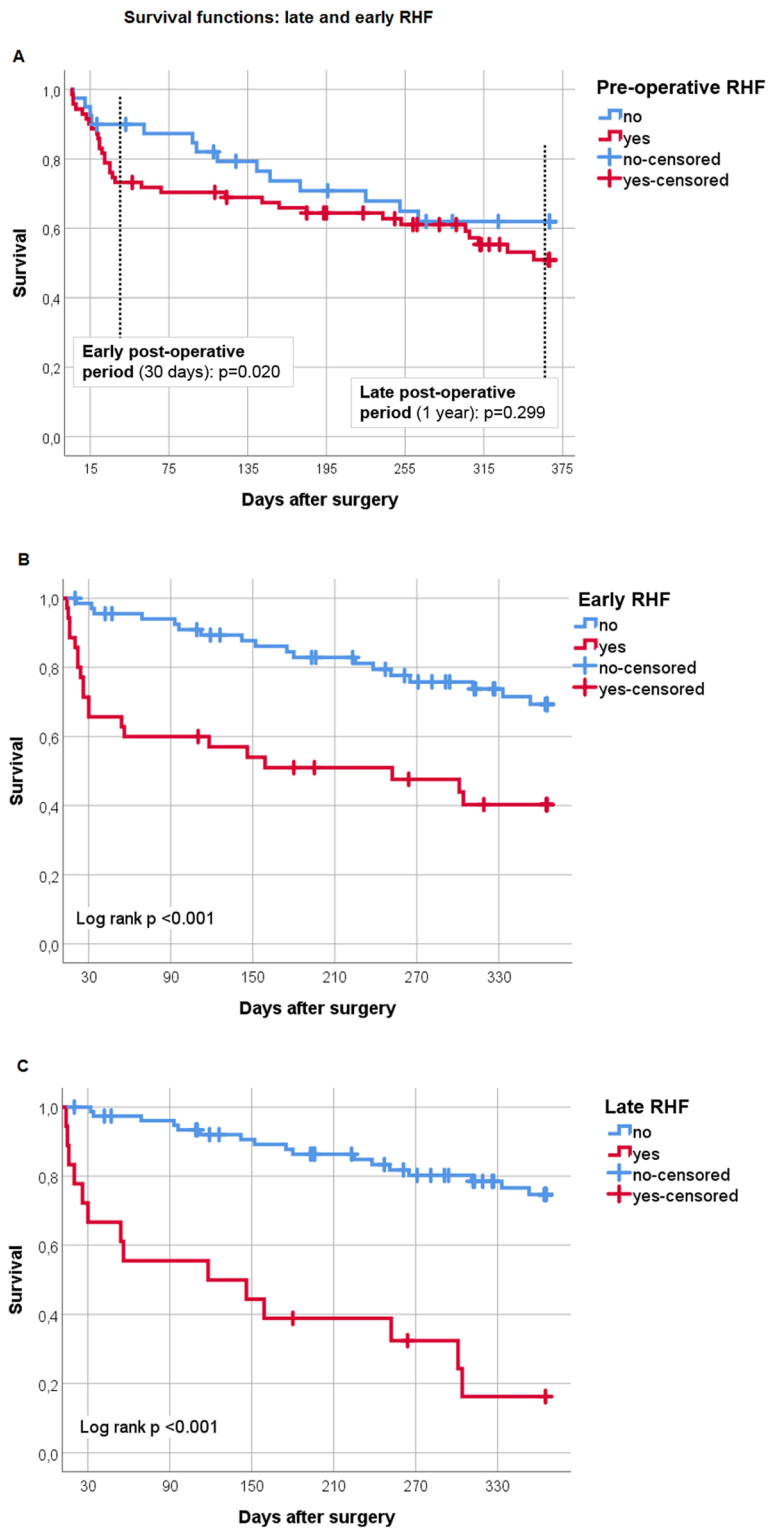 Survival functions: late and early RHF
A
Pre-operative RHF
no
yes
no-censored
yes-censored
Survival
1,0
0,8
0,6
0,4
0,2
0,0
Early post-operative
period (30 days): p=0.020
Late post-operative
period (1 year): p=0.299
15 75 135 195 255 315 375
Days after surgery
B
Early RHF
no
yes
no-censored
yes-censored
Survival
1,0
0,8
0,6
0,4
0,2
0,0
Log rank p <0.001
30 90 150 210 270 330
Days after surgery
C
Late RHF
no
yes
no-censored
yes-censored
Survival
1,0
0,8
0,6
0,4
0,2
0,0
Log rank p <0.001
30 90 150 210 270 330
Days after surgery